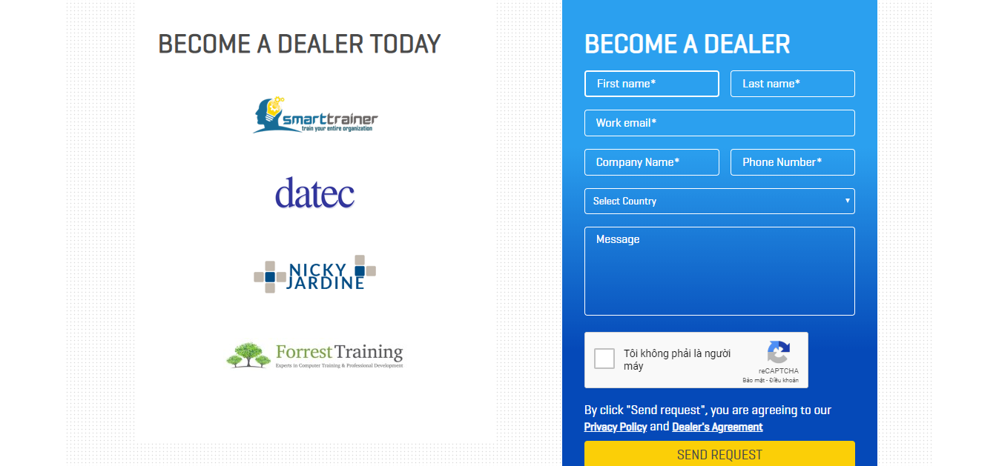 BECOME A DEALER TODAY
smarttrainer
train your entire organization
datec
NICKY
JARDINE
ForrestTraining
Experts in Computer Training & Professional Development
BECOME A DEALER
First name*
Last name*
Work email*
Company Name*
Phone Number*
Select Country
Message
Tôi không phải là người
máy
reCAPTCHA
Bảo mật - Điều khoản
By click "Send request", you are agreeing to our
Privacy Policy and Dealer's Agreement
SEND REQUEST